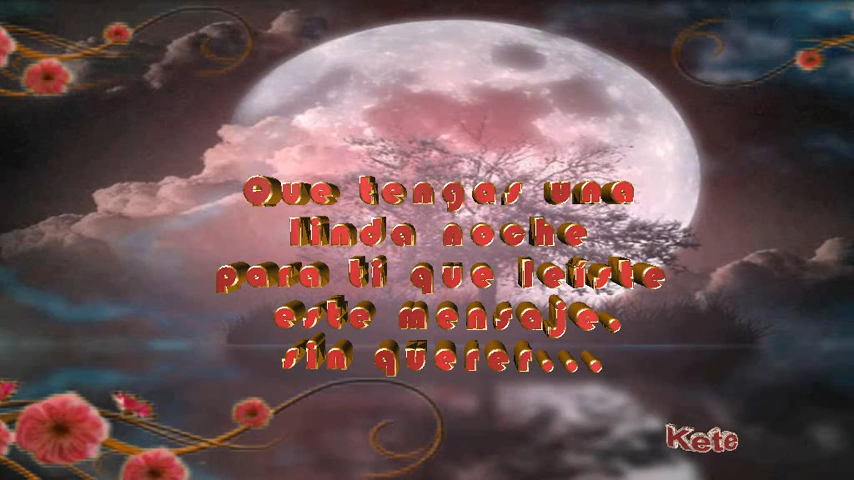 Que tengas una
linda noche
para ti que leíste
este mensaje.
sin querer...
Kete